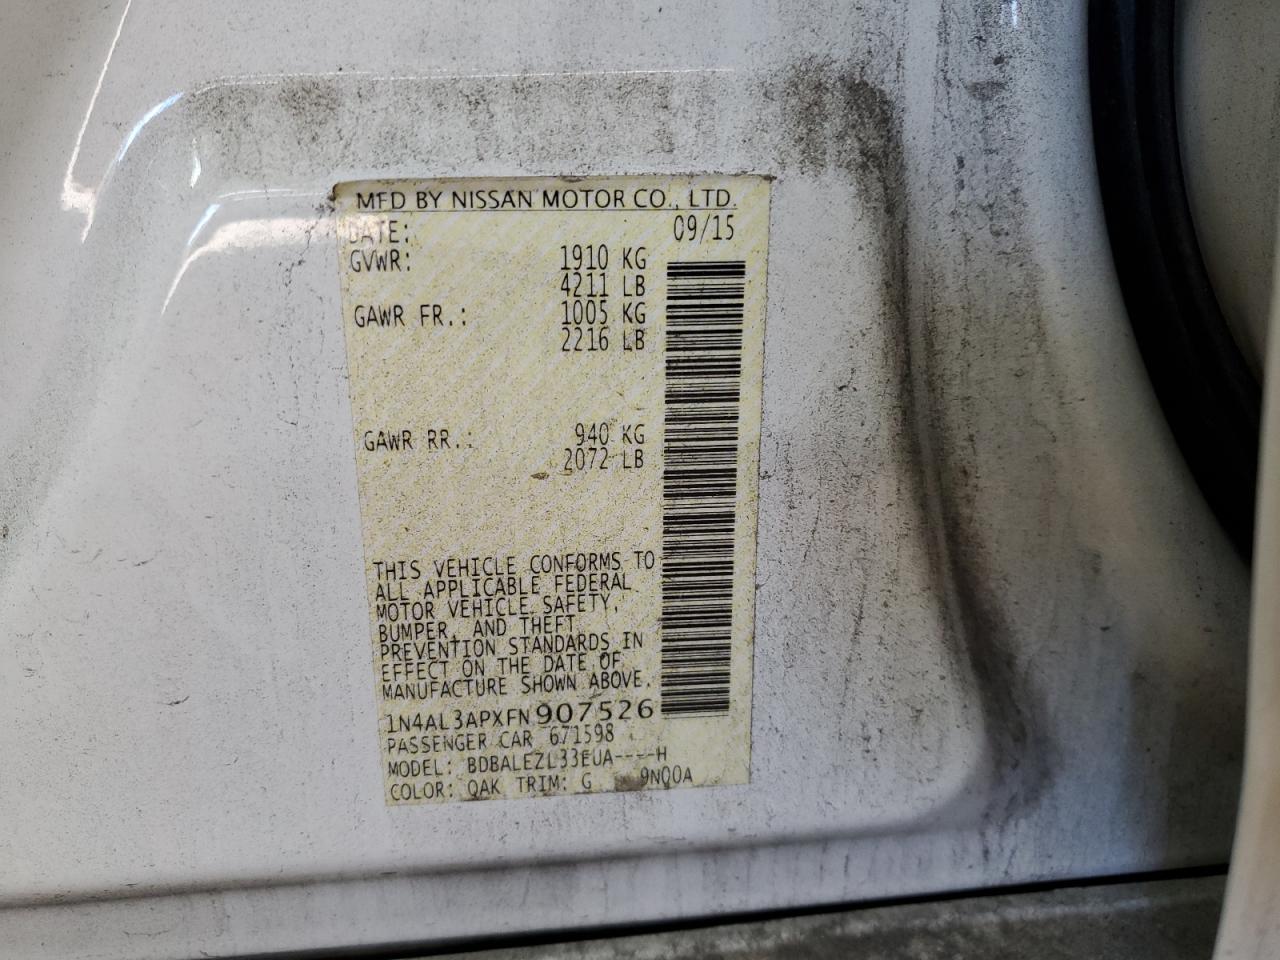 MFD BY NISSAN MOTOR CO., LTD.
DATE: 09/15
GVWR: 1910 KG
4211 LB
GAWR FR.: 1005 KG
2216 LB
GAWR RR.: 940 KG
2072 LB
THIS VEHICLE CONFORMS TO
ALL APPLICABLE FEDERAL
MOTOR VEHICLE SAFETY,
BUMPER, AND THEFT
PREVENTION STANDARDS IN
EFFECT ON THE DATE OF
MANUFACTURE SHOWN ABOVE.
1N4AL3APXFN907526
PASSENGER CAR 671598
MODEL: BDBALEZL33EUA----H
COLOR: QAK TRIM: G